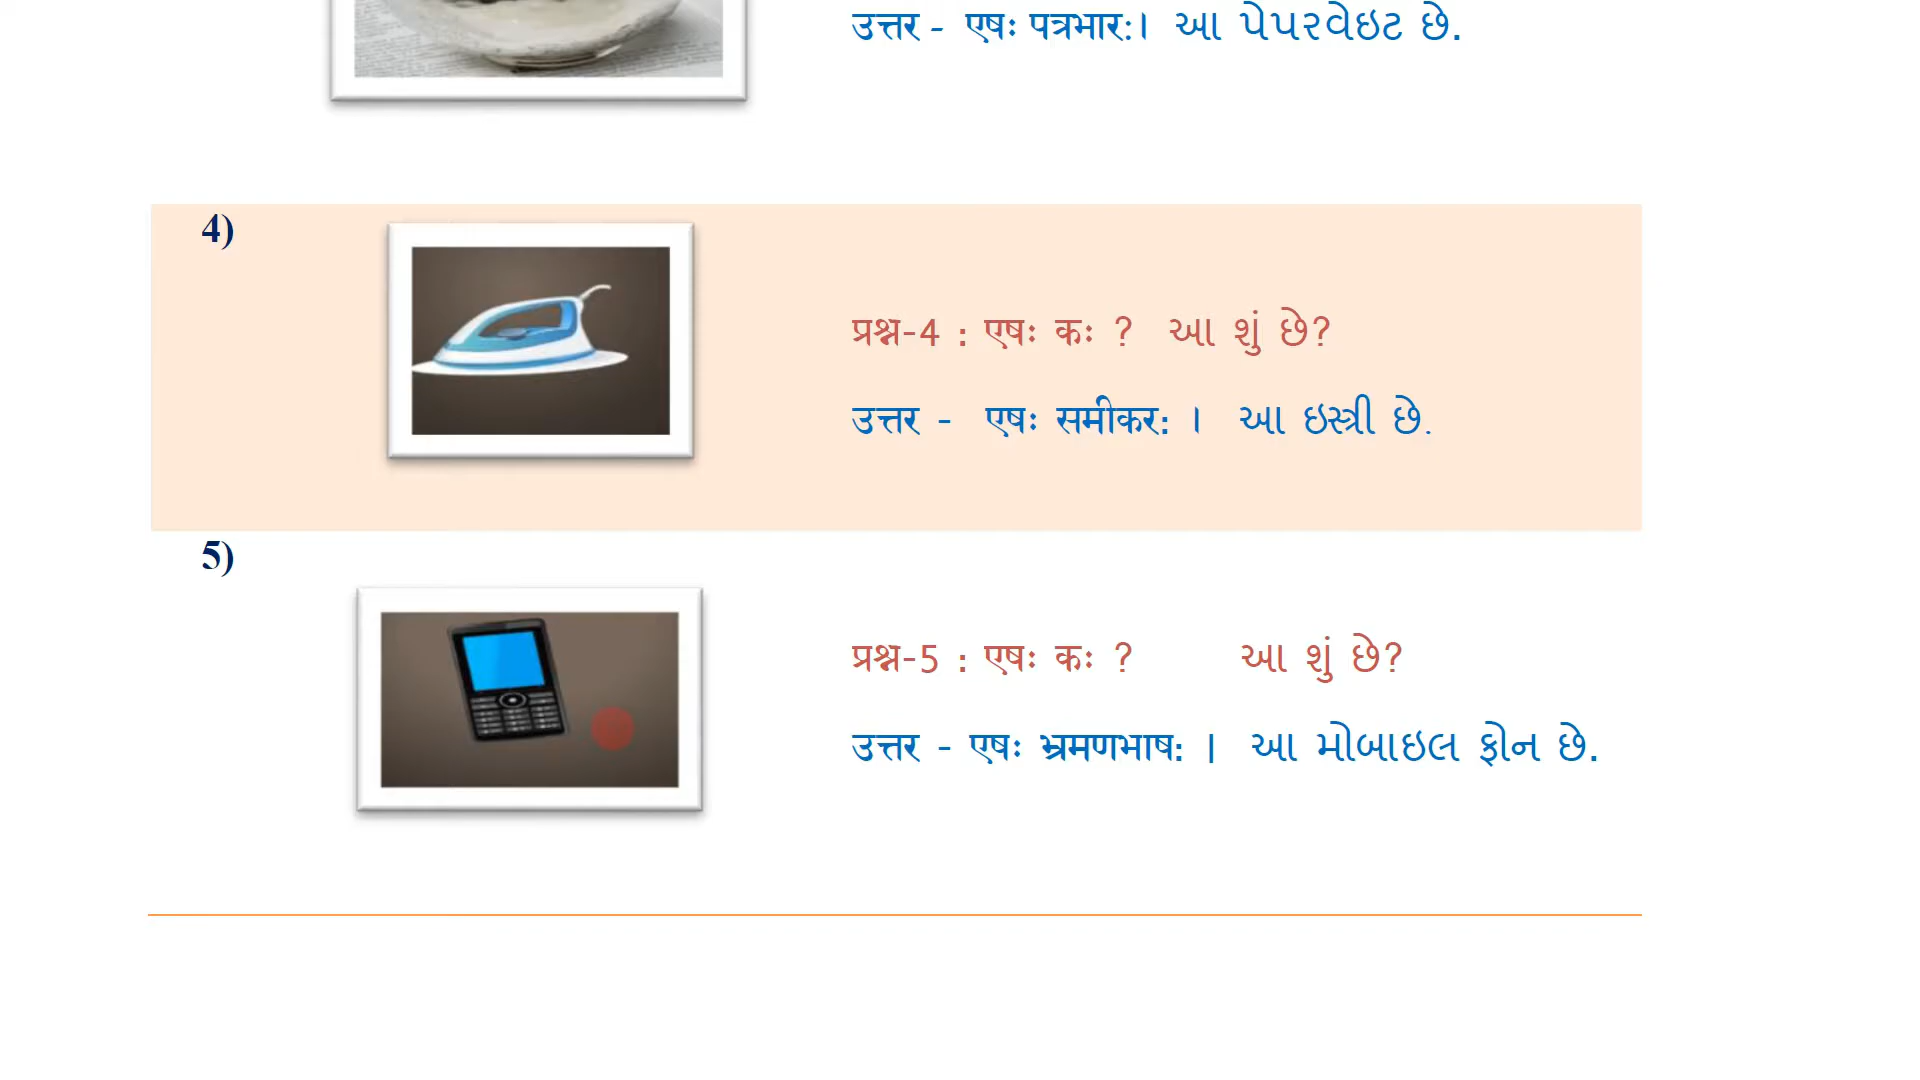 उत्तर - एषः पत्रभारः। આ પેપરવેઇટ છે.
4)
प्रश्न-4 : एषः कः ? આ શું છે?
उत्तर - एषः समीकरः । આ ઇસ્ત્રી છે.
5)
प्रश्न-5 : एषः कः ? આ શું છે?
उत्तर - एषः भ्रमणभाषः । આ મોબાઇલ ફોન છે.